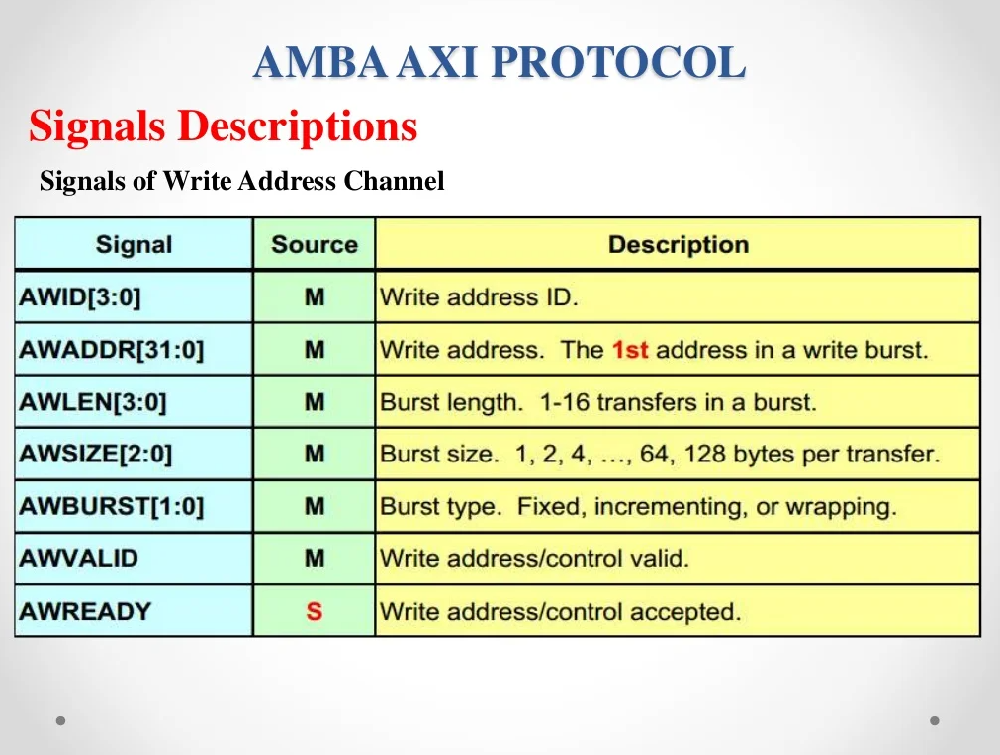 AMBA AXI PROTOCOL
Signals Descriptions
Signals of Write Address Channel
Signal Source Description
AWID[3:0] M Write address ID.
AWADDR[31:0] M Write address. The 1st address in a write burst.
AWLEN[3:0] M Burst length. 1-16 transfers in a burst.
AWSIZE[2:0] M Burst size. 1, 2, 4, …, 64, 128 bytes per transfer.
AWBURST[1:0] M Burst type. Fixed, incrementing, or wrapping.
AWVALID M Write address/control valid.
AWREADY S Write address/control accepted.